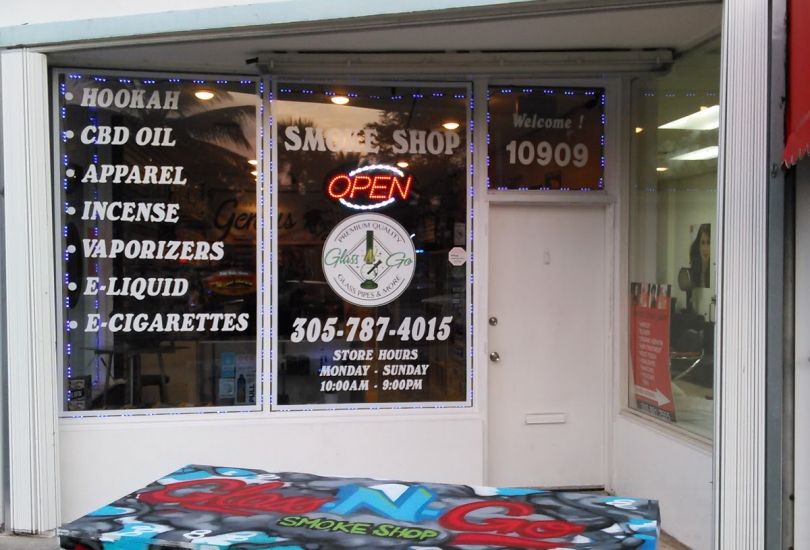 • HOOKAH
• CBD OIL
• APPAREL
• INCENSE
• VAPORIZERS
• E-LIQUID
• E-CIGARETTES
SMOKE SHOP
OPEN
PREMIUM QUALITY
Glass N Go
GLASS PIPES & MORE
305-787-4015
STORE HOURS
MONDAY - SUNDAY
10:00AM - 9:00PM
Welcome !
10909
Glass-N-Go
SMOKE SHOP